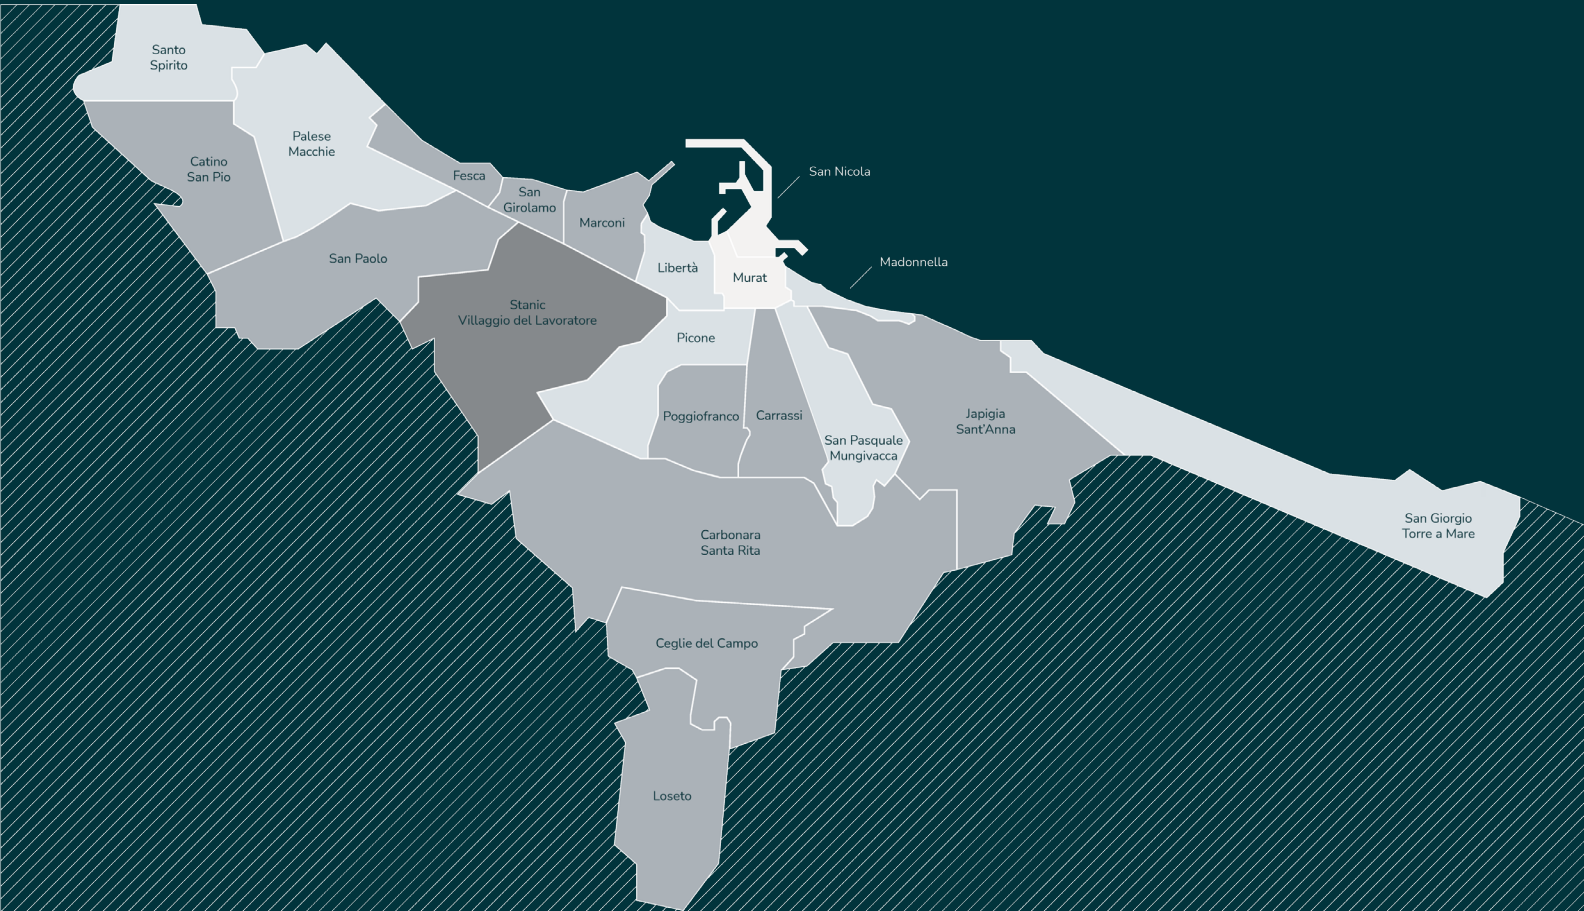 Santo
Spirito
Palese
Macchie
Catino
San Pio
Fesca
San
Girolamo
Marconi
San Nicola
San Paolo
Libertà
Murat
Madonnella
Stanic
Villaggio del Lavoratore
Picone
Poggiofranco
Carrassi
San Pasquale
Mungivacca
Japigia
Sant'Anna
San Giorgio
Torre a Mare
Carbonara
Santa Rita
Ceglie del Campo
Loseto